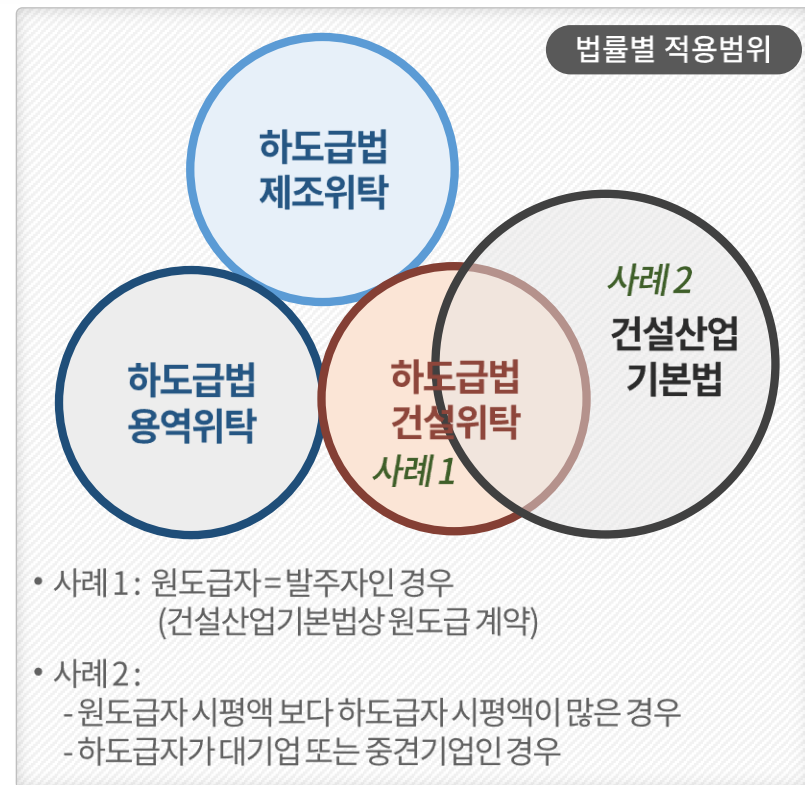 법률별 적용범위
하도급법
제조위탁
사례 2
건설산업
기본법
하도급법
용역위탁
하도급법
건설위탁
사례 1
• 사례 1 : 원도급자 = 발주자인 경우
(건설산업기본법상 원도급 계약)
• 사례 2 :
- 원도급자 시평액 보다 하도급자 시평액이 많은 경우
- 하도급자가 대기업 또는 중견기업인 경우